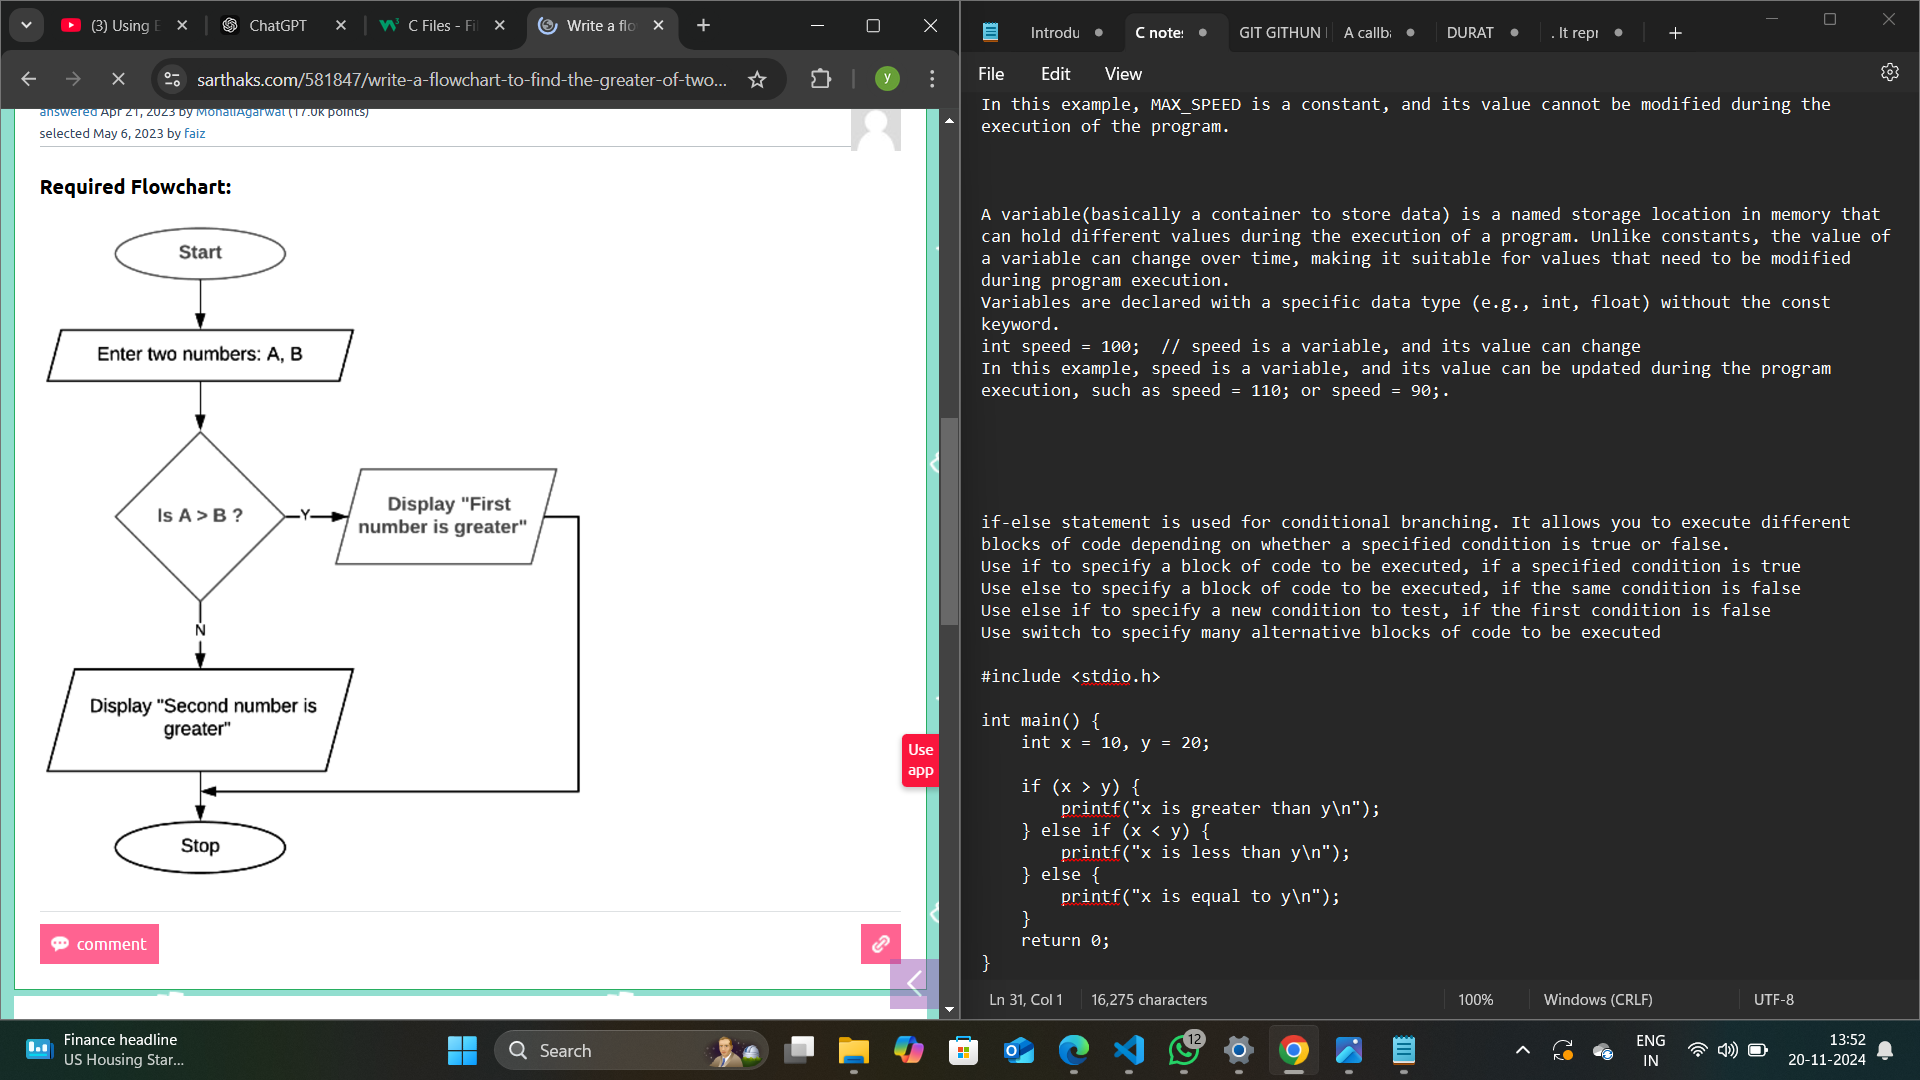 (3) Using E
ChatGPT
C Files - Fi
Write a flo
sarthaks.com/581847/write-a-flowchart-to-find-the-greater-of-two...
y
answered Apr 21, 2023 by MonaliAgarwal (17.0k points)
selected May 6, 2023 by faiz
Required Flowchart:
Start
Enter two numbers: A, B
Is A > B ?
Y
Display "First
number is greater"
N
Display "Second number is
greater"
Stop
Use
app
comment
Introdu
C notes
GIT GITHUN
A callba
DURAT
. It repr
File
Edit
View
In this example, MAX_SPEED is a constant, and its value cannot be modified during the
execution of the program.
A variable(basically a container to store data) is a named storage location in memory that
can hold different values during the execution of a program. Unlike constants, the value of
a variable can change over time, making it suitable for values that need to be modified
during program execution.
Variables are declared with a specific data type (e.g., int, float) without the const
keyword.
int speed = 100;  // speed is a variable, and its value can change
In this example, speed is a variable, and its value can be updated during the program
execution, such as speed = 110; or speed = 90;.
if-else statement is used for conditional branching. It allows you to execute different
blocks of code depending on whether a specified condition is true or false.
Use if to specify a block of code to be executed, if a specified condition is true
Use else to specify a block of code to be executed, if the same condition is false
Use else if to specify a new condition to test, if the first condition is false
Use switch to specify many alternative blocks of code to be executed
#include <stdio.h>
int main() {
    int x = 10, y = 20;
    if (x > y) {
        printf("x is greater than y\n");
    } else if (x < y) {
        printf("x is less than y\n");
    } else {
        printf("x is equal to y\n");
    }
    return 0;
}
Ln 31, Col 1
16,275 characters
100%
Windows (CRLF)
UTF-8
Finance headline
US Housing Star...
Search
12
ENG
IN
13:52
20-11-2024